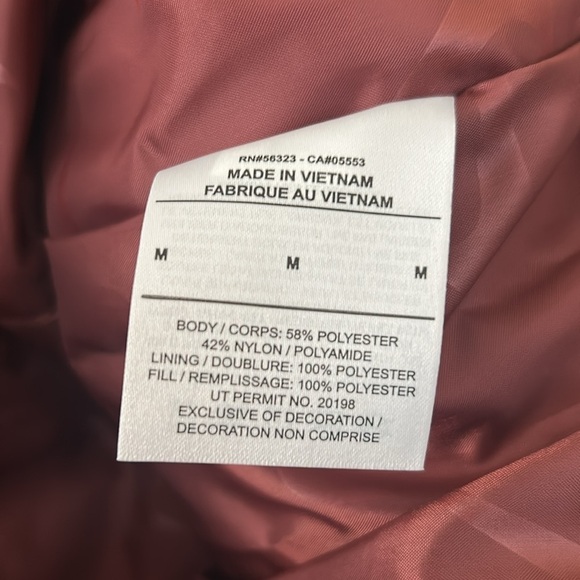 RN#56323 - CA#05553
MADE IN VIETNAM
FABRIQUE AU VIETNAM
M M M
BODY / CORPS: 58% POLYESTER
42% NYLON / POLYAMIDE
LINING / DOUBLURE: 100% POLYESTER
FILL / REMPLISSAGE: 100% POLYESTER
UT PERMIT NO. 20198
EXCLUSIVE OF DECORATION /
DECORATION NON COMPRISE